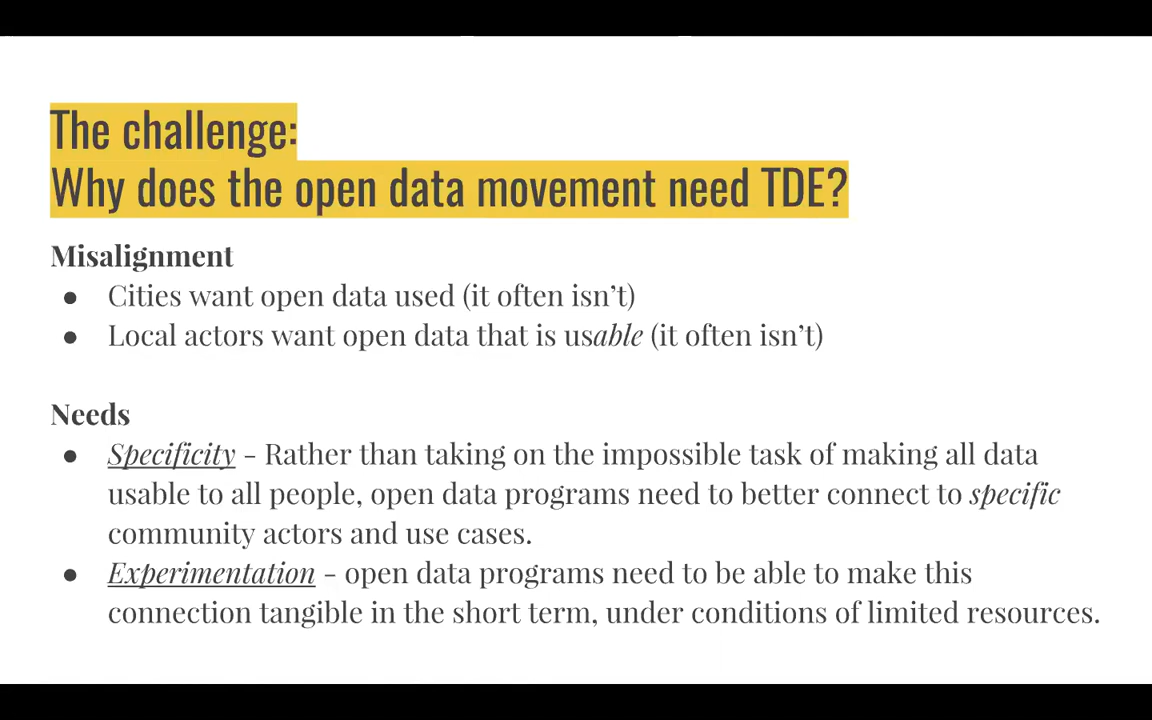 The challenge:
Why does the open data movement need TDE?
Misalignment
● Cities want open data used (it often isn’t)
● Local actors want open data that is usable (it often isn’t)
Needs
● Specificity - Rather than taking on the impossible task of making all data
usable to all people, open data programs need to better connect to specific
community actors and use cases.
● Experimentation - open data programs need to be able to make this
connection tangible in the short term, under conditions of limited resources.